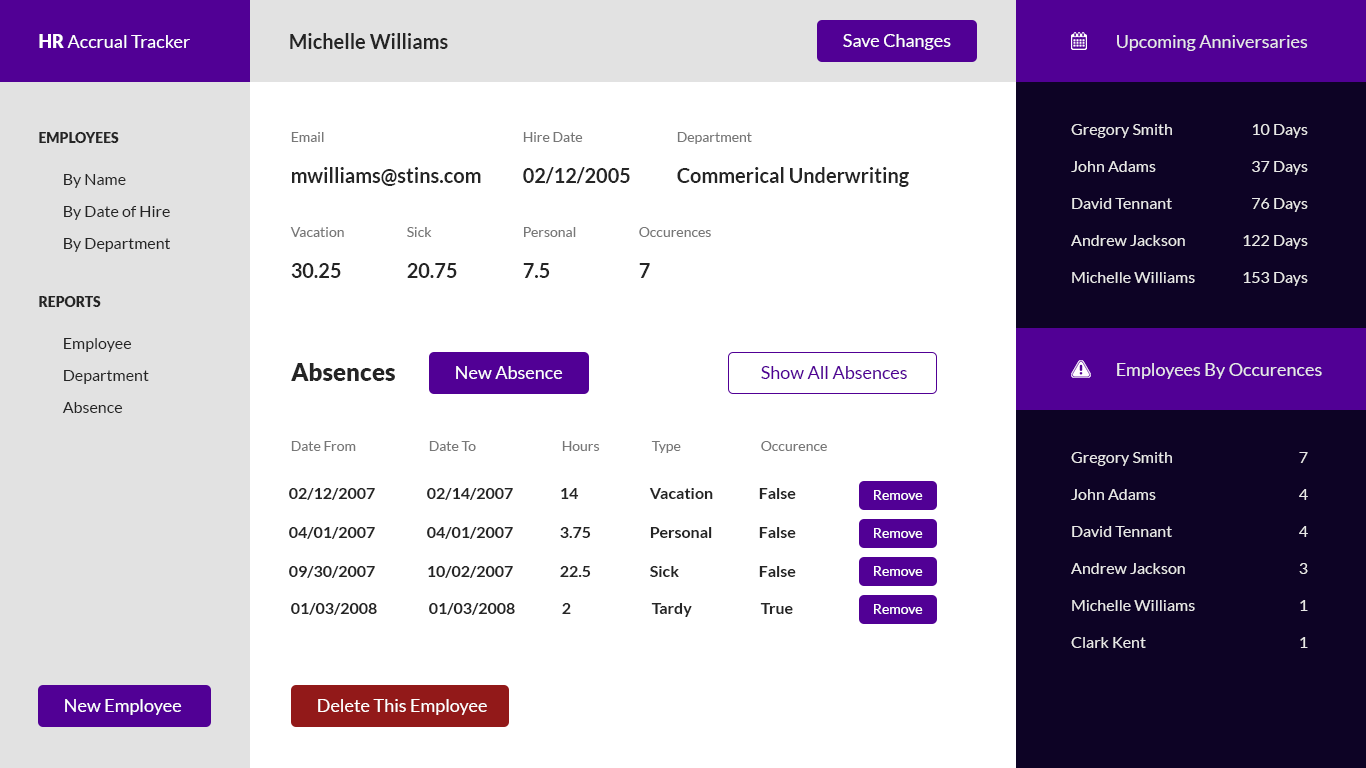 HR Accrual Tracker
EMPLOYEES
By Name
By Date of Hire
By Department
REPORTS
Employee
Department
Absence
New Employee
Michelle Williams
Save Changes
Email Hire Date Department
mwilliams@stins.com 02/12/2005 Commerical Underwriting
Vacation Sick Personal Occurences
30.25 20.75 7.5 7
Absences New Absence Show All Absences
Date From Date To Hours Type Occurence
02/12/2007 02/14/2007 14 Vacation False Remove
04/01/2007 04/01/2007 3.75 Personal False Remove
09/30/2007 10/02/2007 22.5 Sick False Remove
01/03/2008 01/03/2008 2 Tardy True Remove
Delete This Employee
Upcoming Anniversaries
Gregory Smith 10 Days
John Adams 37 Days
David Tennant 76 Days
Andrew Jackson 122 Days
Michelle Williams 153 Days
Employees By Occurences
Gregory Smith 7
John Adams 4
David Tennant 4
Andrew Jackson 3
Michelle Williams 1
Clark Kent 1